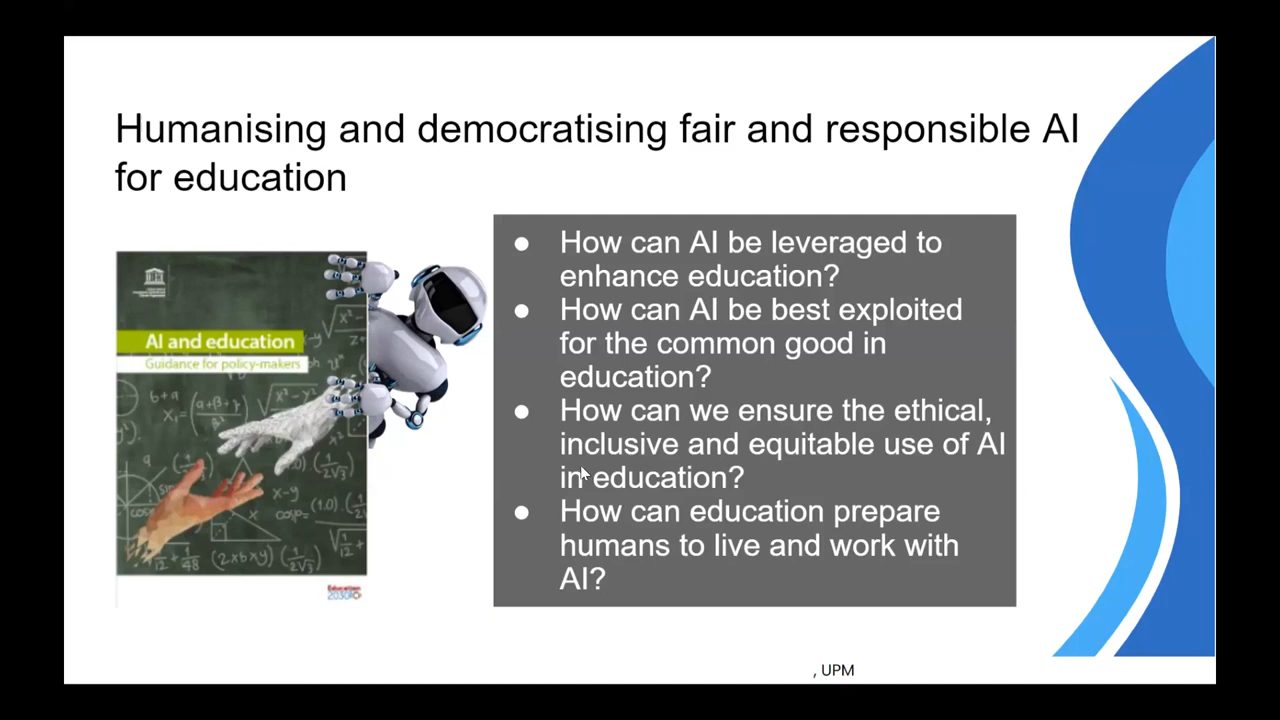 Humanising and democratising fair and responsible AI
for education
AI and education
Guidance for policy-makers
Education
2030
● How can AI be leveraged to
enhance education?
● How can AI be best exploited
for the common good in
education?
● How can we ensure the ethical,
inclusive and equitable use of AI
in education?
● How can education prepare
humans to live and work with
AI?
, UPM